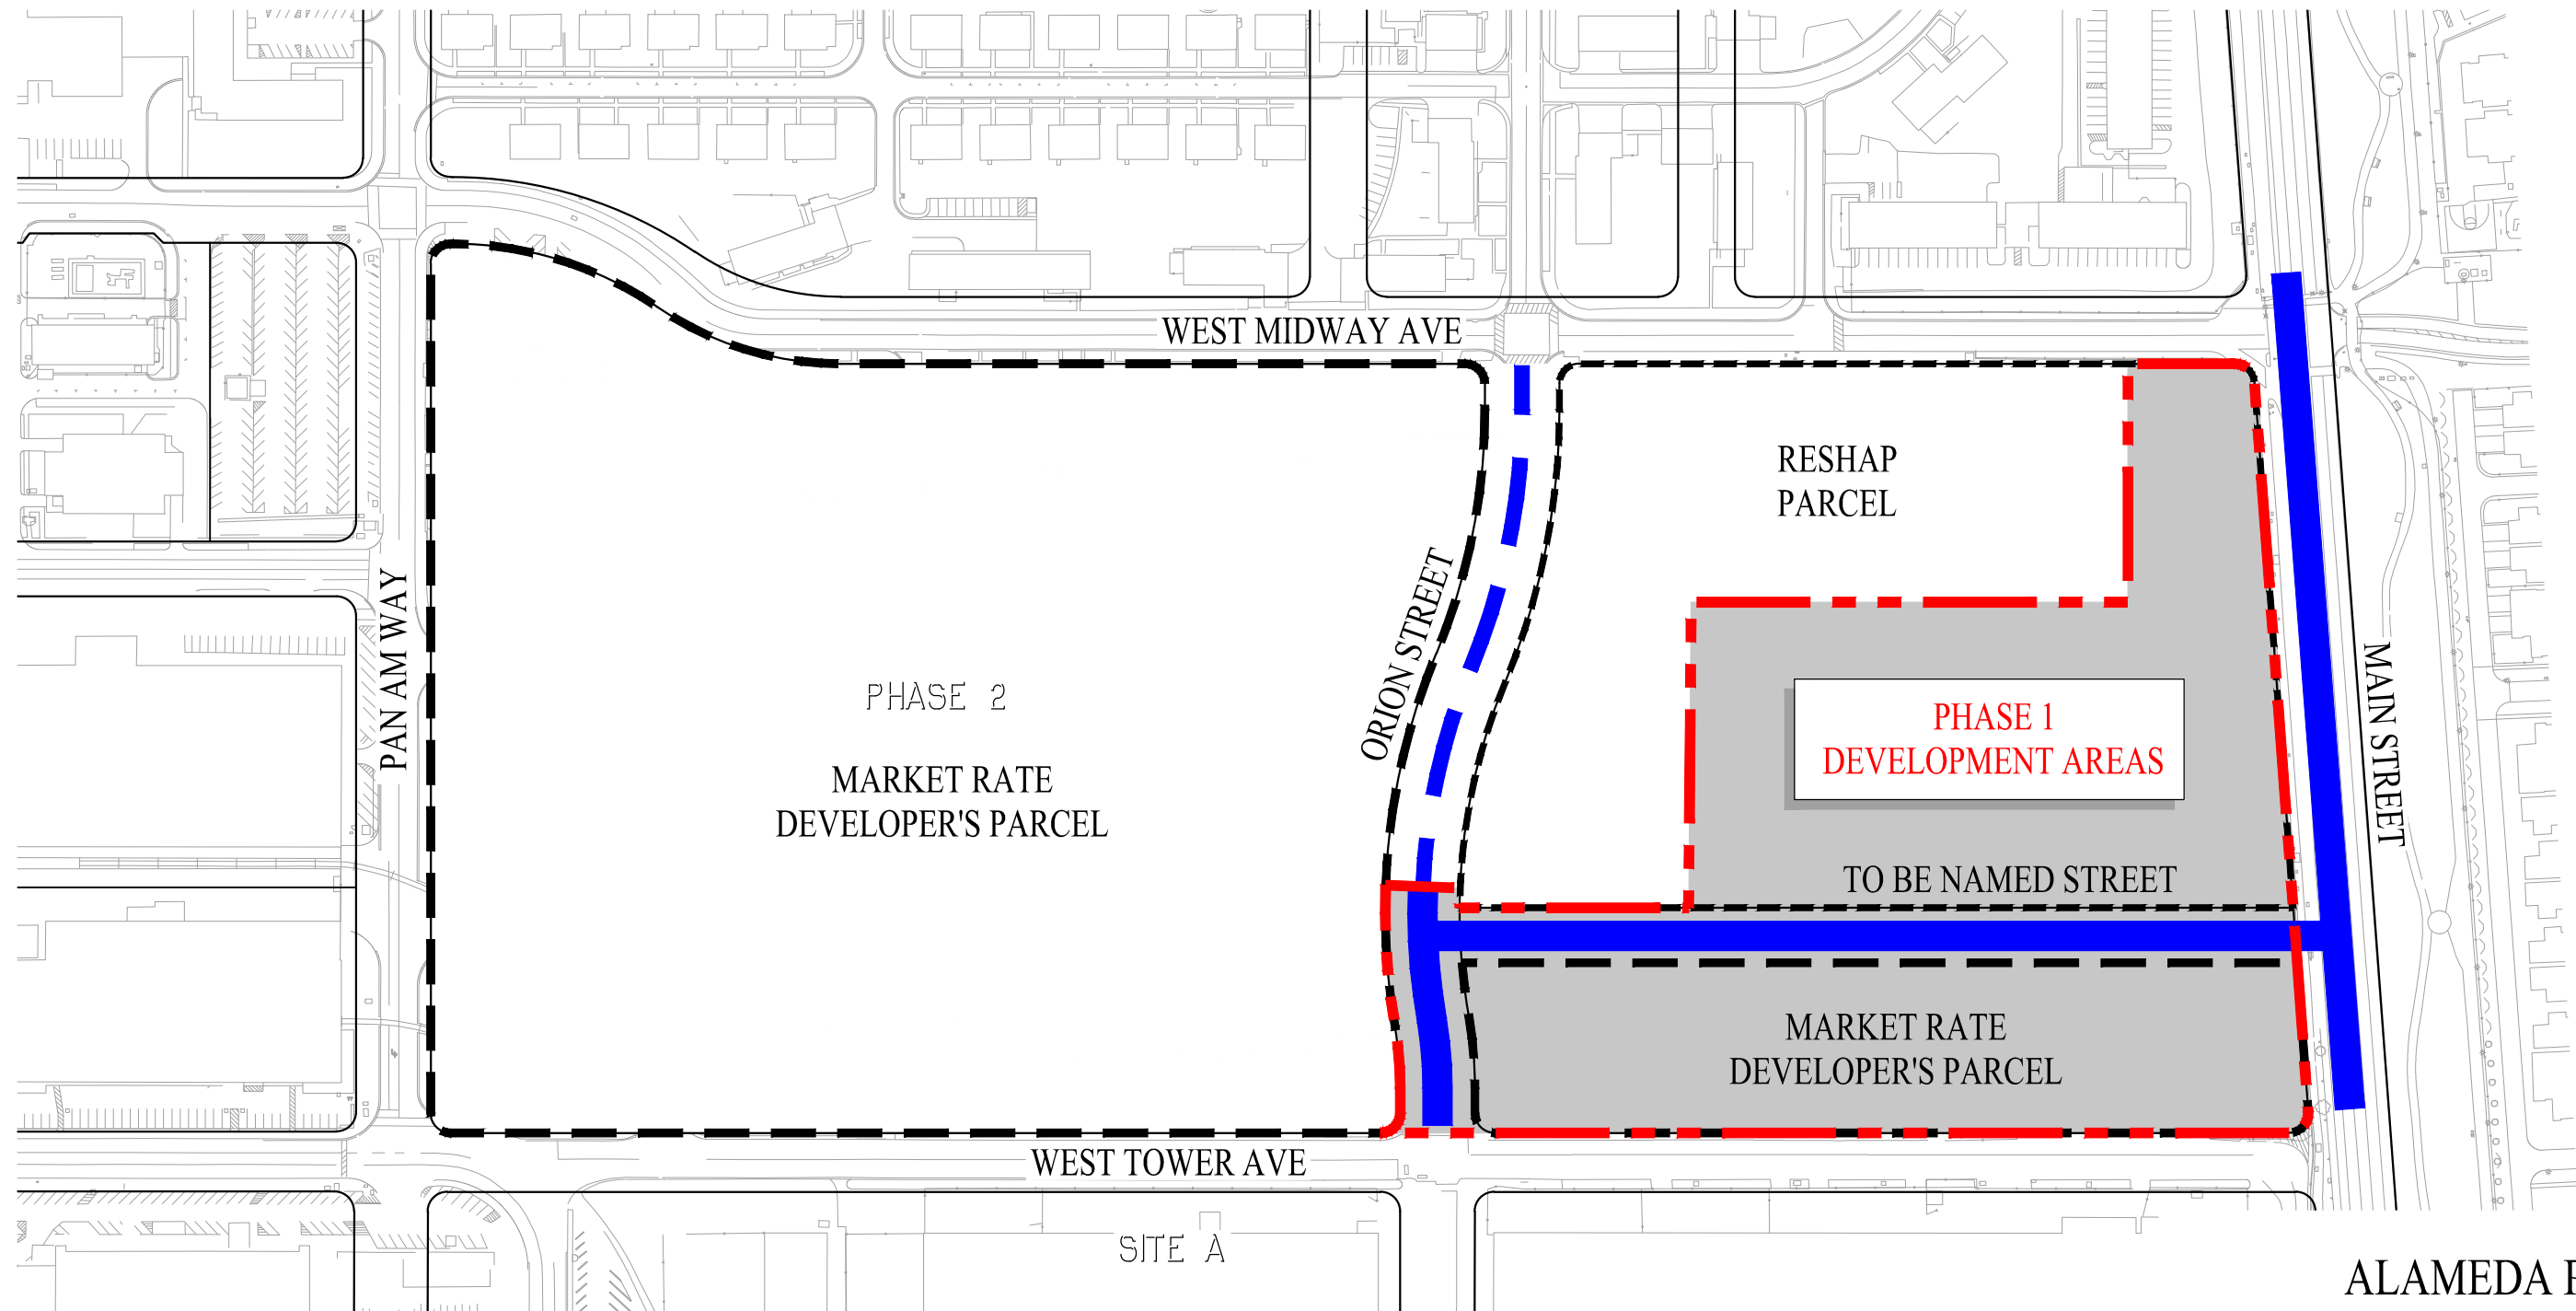 WEST MIDWAY AVE
RESHAP
PARCEL
ORION STREET
PAN AM WAY
MAIN STREET
PHASE 2
MARKET RATE
DEVELOPER'S PARCEL
PHASE 1
DEVELOPMENT AREAS
TO BE NAMED STREET
MARKET RATE
DEVELOPER'S PARCEL
WEST TOWER AVE
SITE A
ALAMEDA